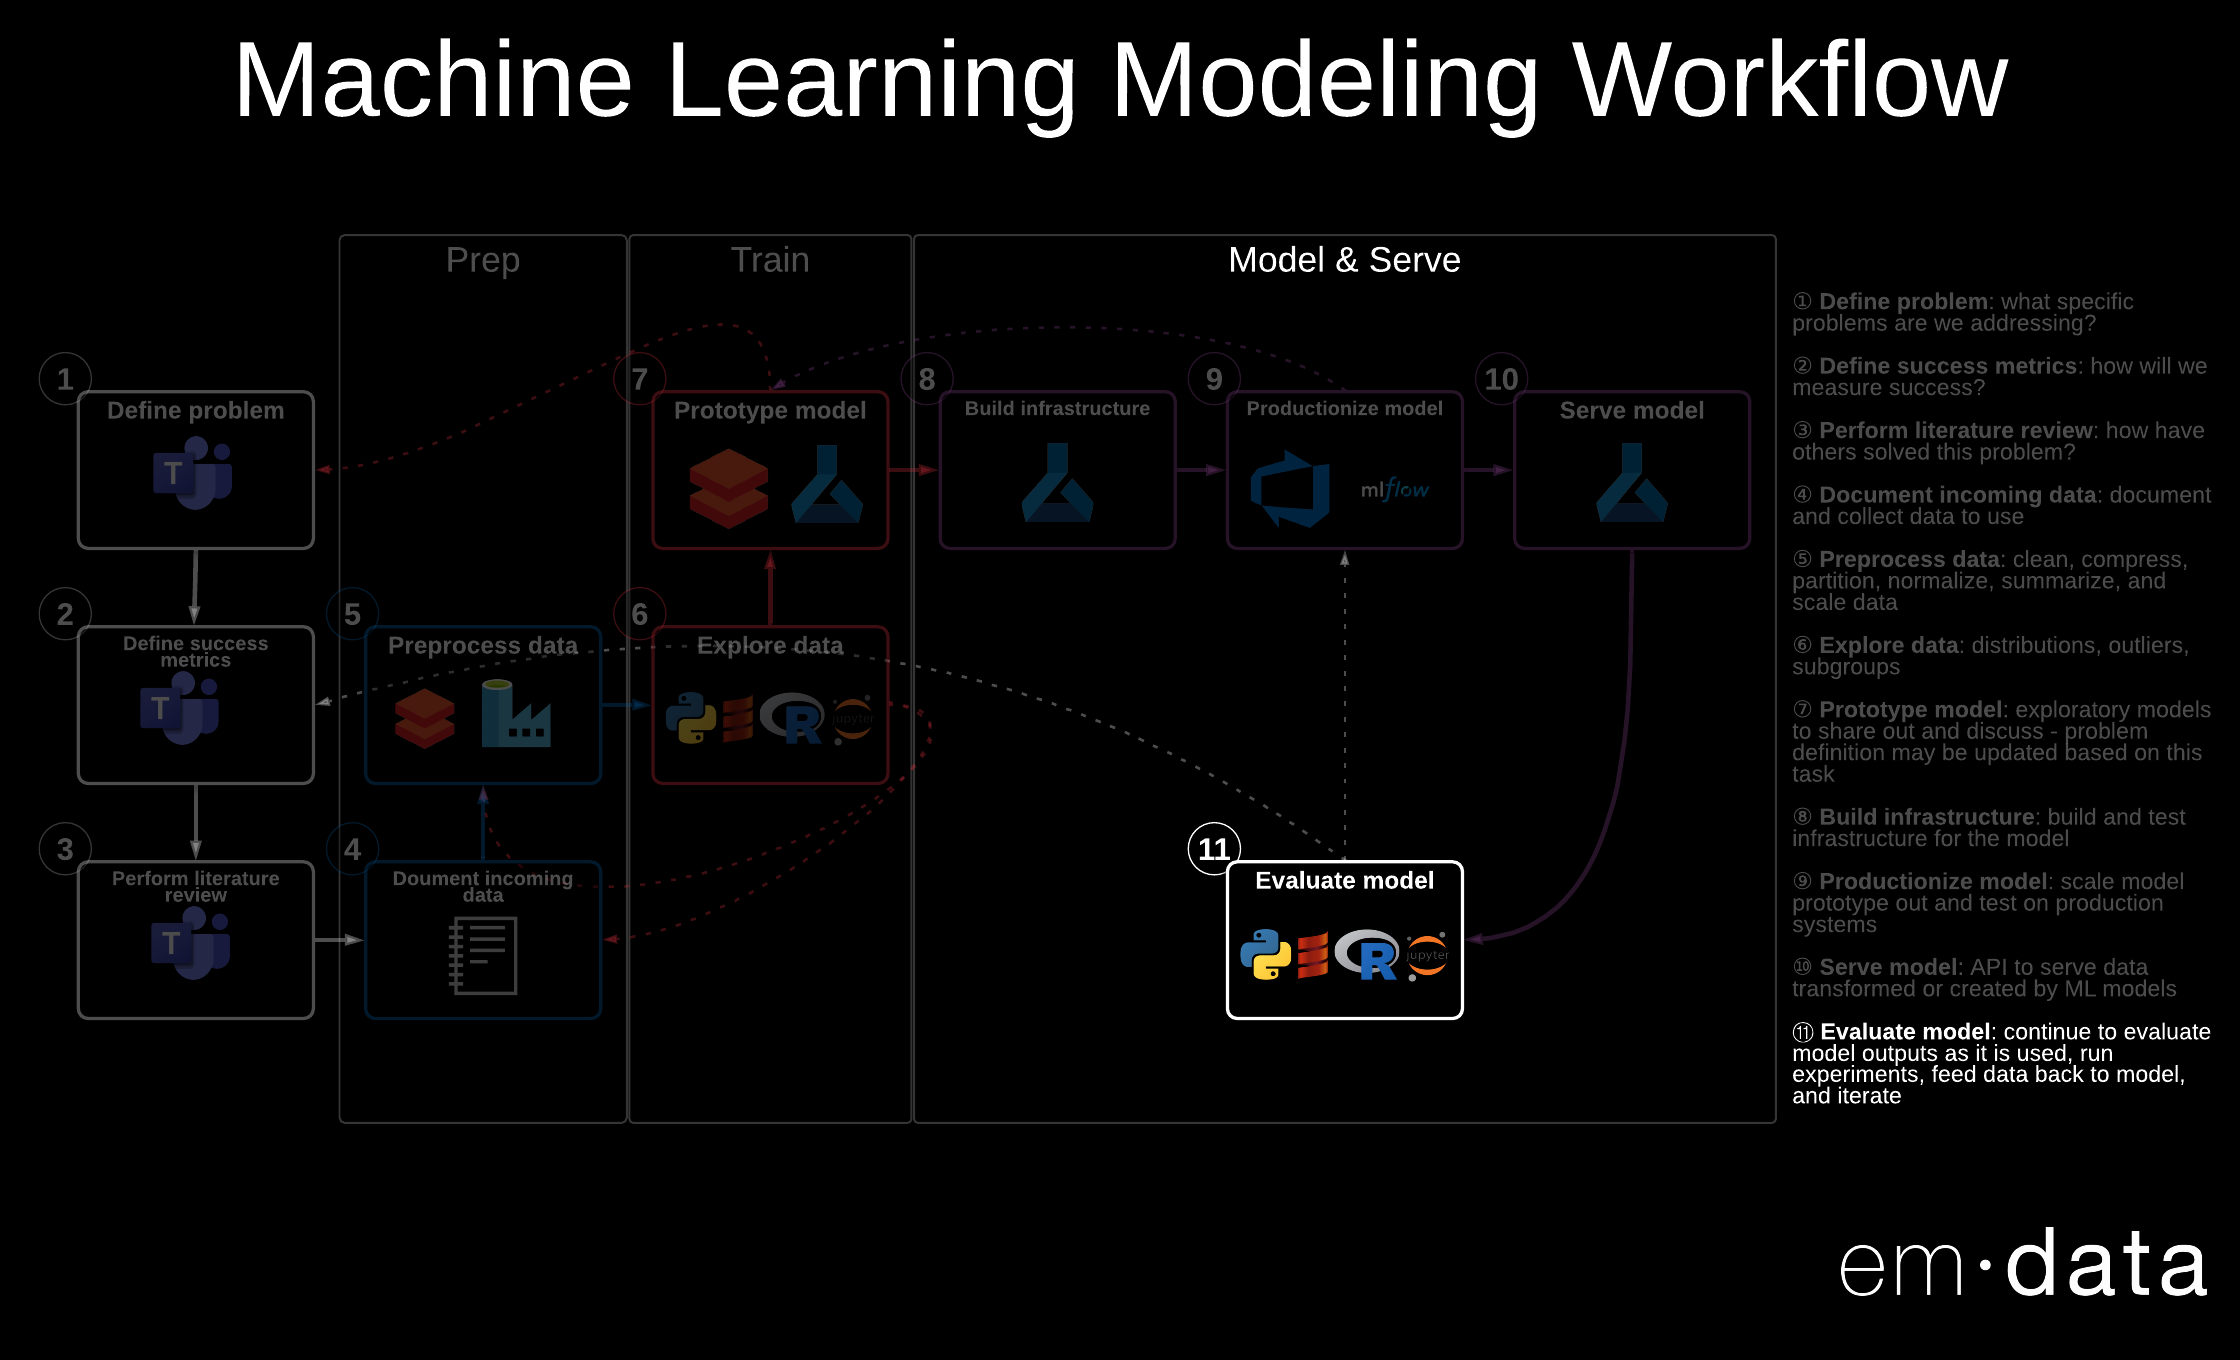 Machine Learning Modeling Workflow
Prep
Train
Model & Serve
1
Define problem
T
2
Define success
metrics
T
3
Perform literature
review
T
4
Doument incoming
data
5
Preprocess data
6
Explore data
R
jupyter
7
Prototype model
8
Build infrastructure
9
Productionize model
mlflow
10
Serve model
11
Evaluate model
R
jupyter
① Define problem: what specific
problems are we addressing?
② Define success metrics: how will we
measure success?
③ Perform literature review: how have
others solved this problem?
④ Document incoming data: document
and collect data to use
⑤ Preprocess data: clean, compress,
partition, normalize, summarize, and
scale data
⑥ Explore data: distributions, outliers,
subgroups
⑦ Prototype model: exploratory models
to share out and discuss - problem
definition may be updated based on this
task
⑧ Build infrastructure: build and test
infrastructure for the model
⑨ Productionize model: scale model
prototype out and test on production
systems
⑩ Serve model: API to serve data
transformed or created by ML models
⑪ Evaluate model: continue to evaluate
model outputs as it is used, run
experiments, feed data back to model,
and iterate
em·data